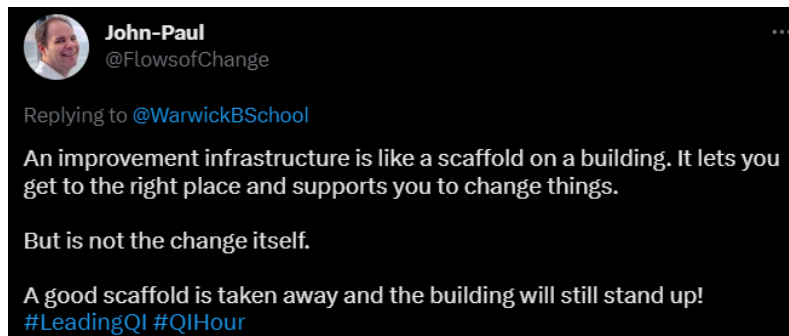 John-Paul
@FlowsofChange
Replying to @WarwickBSchool
An improvement infrastructure is like a scaffold on a building. It lets you
get to the right place and supports you to change things.
But is not the change itself.
A good scaffold is taken away and the building will still stand up!
#LeadingQI #QIHour